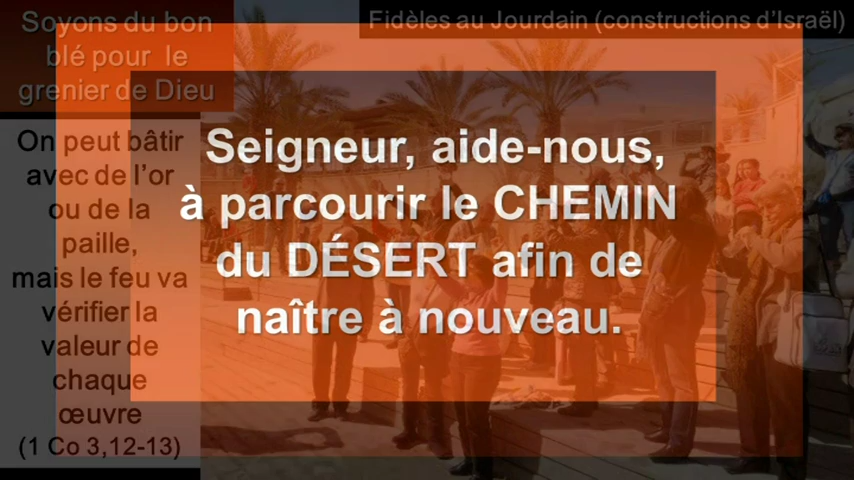 Soyons du bon
blé pour le
grenier de Dieu
Fidèles au Jourdain (constructions d'Israël)
On peut bâtir
avec de l'or
ou de la
paille,
mais le feu va
vérifier la
valeur de
chaque
œuvre
(1 Co 3,12-13)
Seigneur, aide-nous,
à parcourir le CHEMIN
du DÉSERT afin de
naître à nouveau.